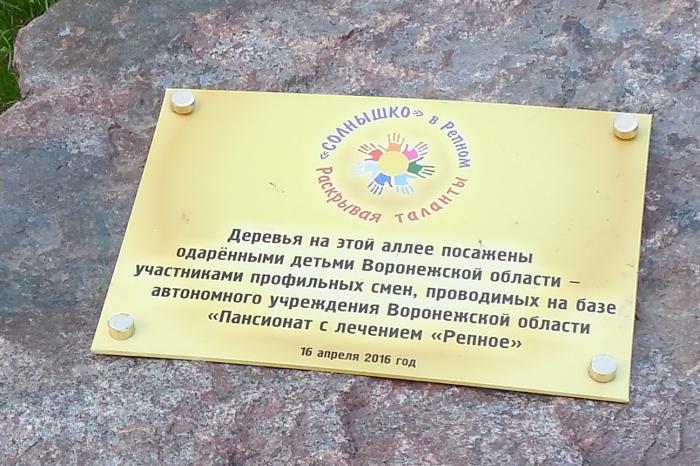 «СОЛНЫШКО» в Репном
Раскрывая таланты
Деревья на этой аллее посажены
одарёнными детьми Воронежской области –
участниками профильных смен, проводимых на базе
автономного учреждения Воронежской области
«Пансионат с лечением «Репное»
16 апреля 2016 год